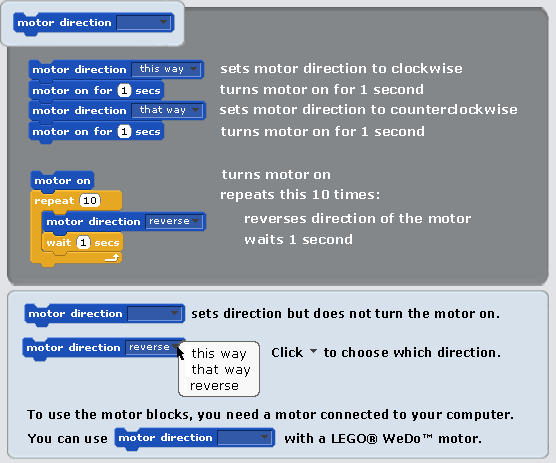 motor direction
motor direction this way sets motor direction to clockwise
motor on for 1 secs turns motor on for 1 second
motor direction that way sets motor direction to counterclockwise
motor on for 1 secs turns motor on for 1 second
motor on turns motor on
repeat 10 repeats this 10 times:
motor direction reverse reverses direction of the motor
wait 1 secs waits 1 second
motor direction sets direction but does not turn the motor on.
motor direction reverse Click to choose which direction.
this way
that way
reverse
To use the motor blocks, you need a motor connected to your computer.
You can use motor direction with a LEGO® WeDo™ motor.